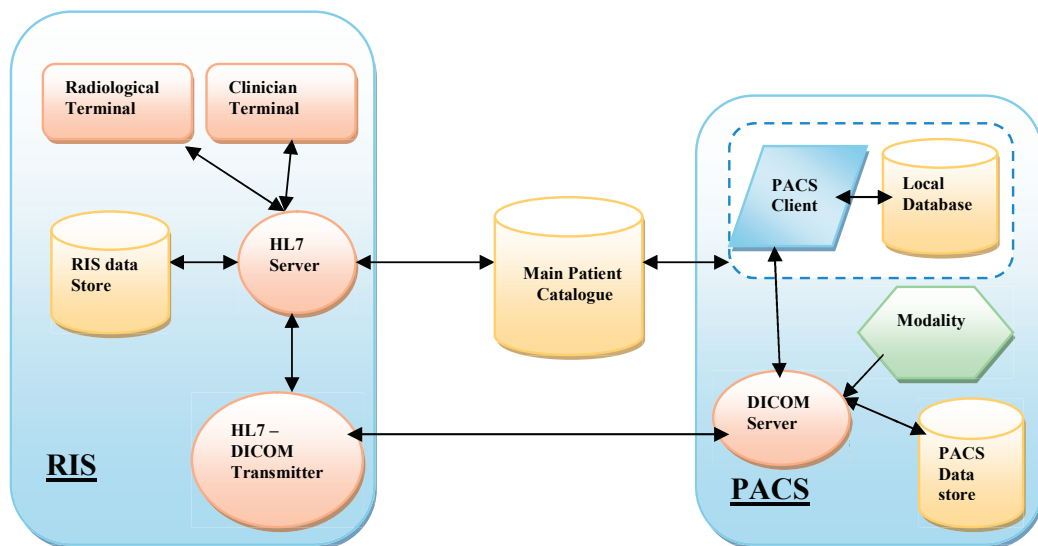 Radiological
Terminal
Clinician
Terminal
RIS data
Store
HL7
Server
HL7 –
DICOM
Transmitter
RIS
Main Patient
Catalogue
PACS
Client
Local
Database
Modality
DICOM
Server
PACS
Data
store
PACS